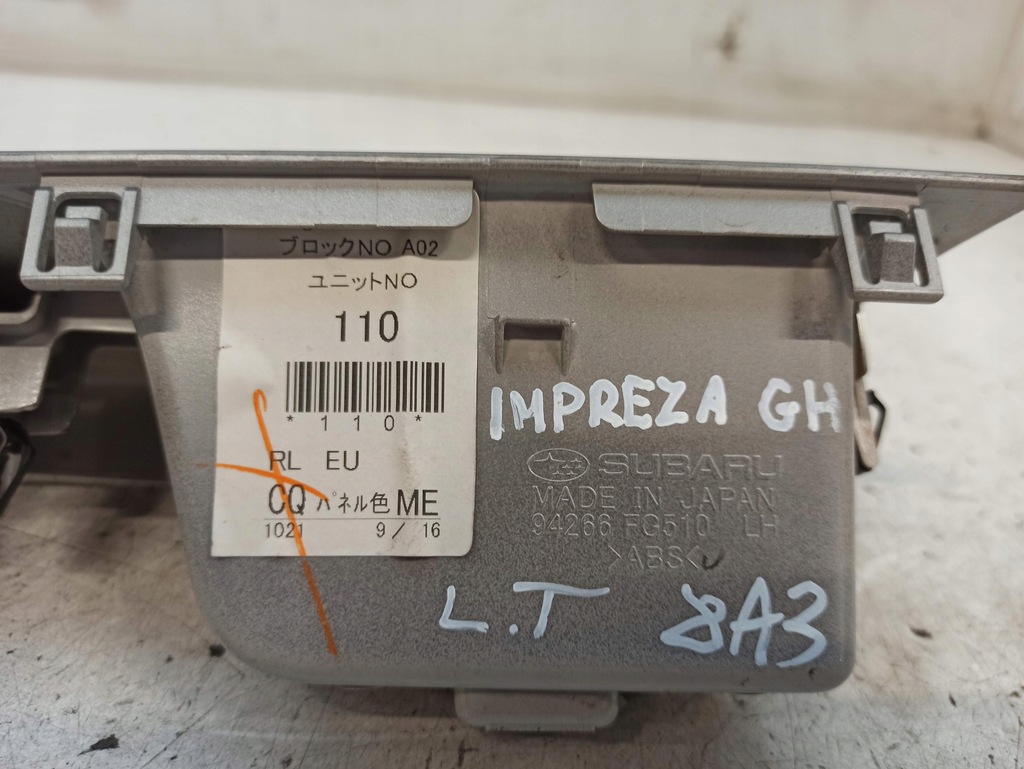 ブロックNO A02
ユニットNO
110
*110*
RL EU
CQ パネル色 ME
1021 9/ 16
IMPREZA GH
SUBARU
MADE IN JAPAN
94266 FG510 LH
>ABS<
L.T 8A3